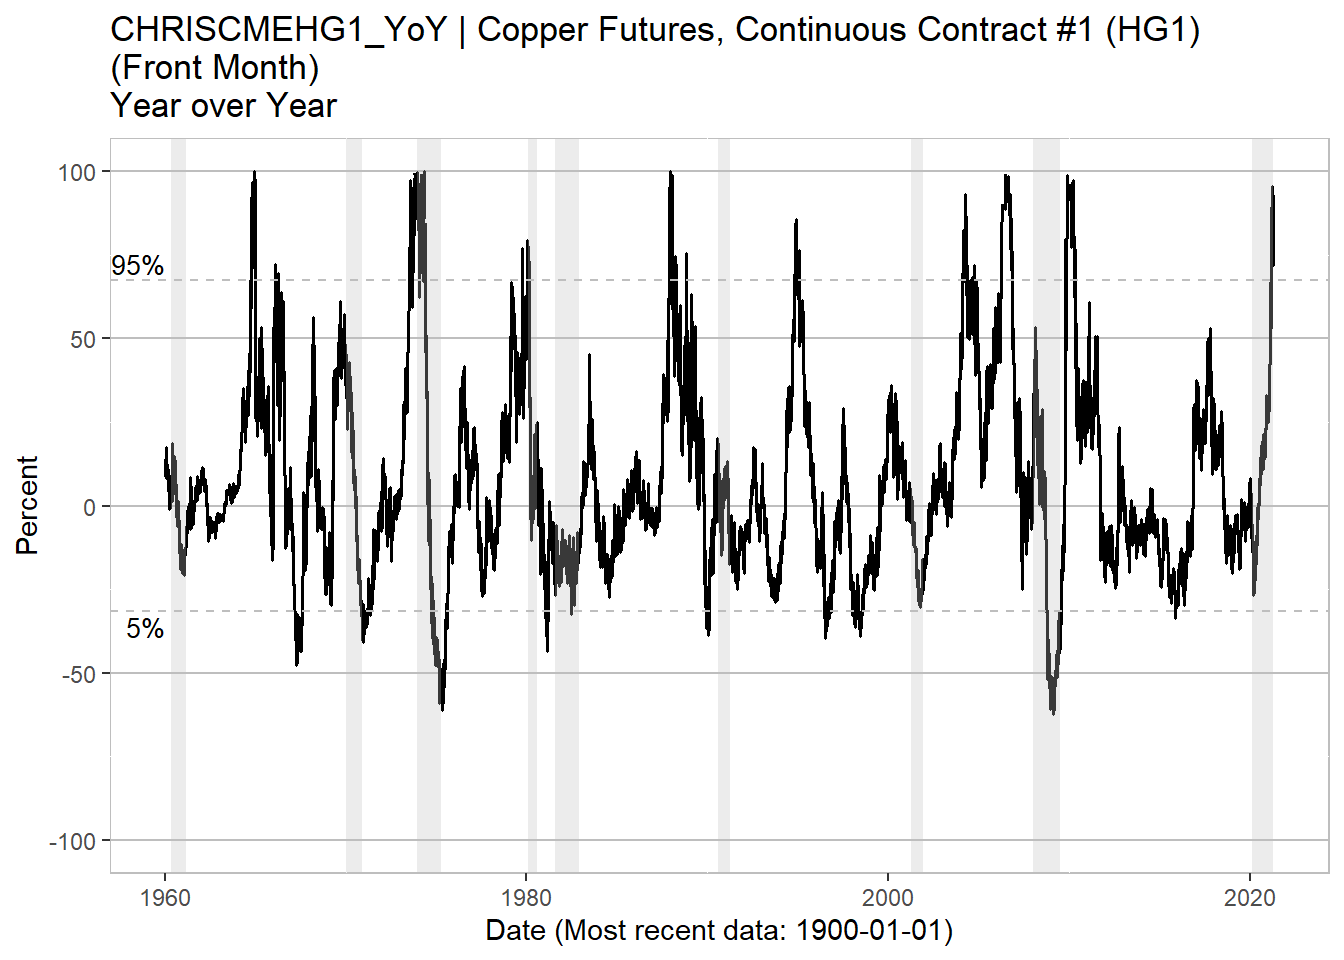 CHRISCMEHG1_YoY | Copper Futures, Continuous Contract #1 (HG1)
(Front Month)
Year over Year
100
95%
50
0
5%
-50
-100
Percent
1960
1980
2000
2020
Date (Most recent data: 1900-01-01)